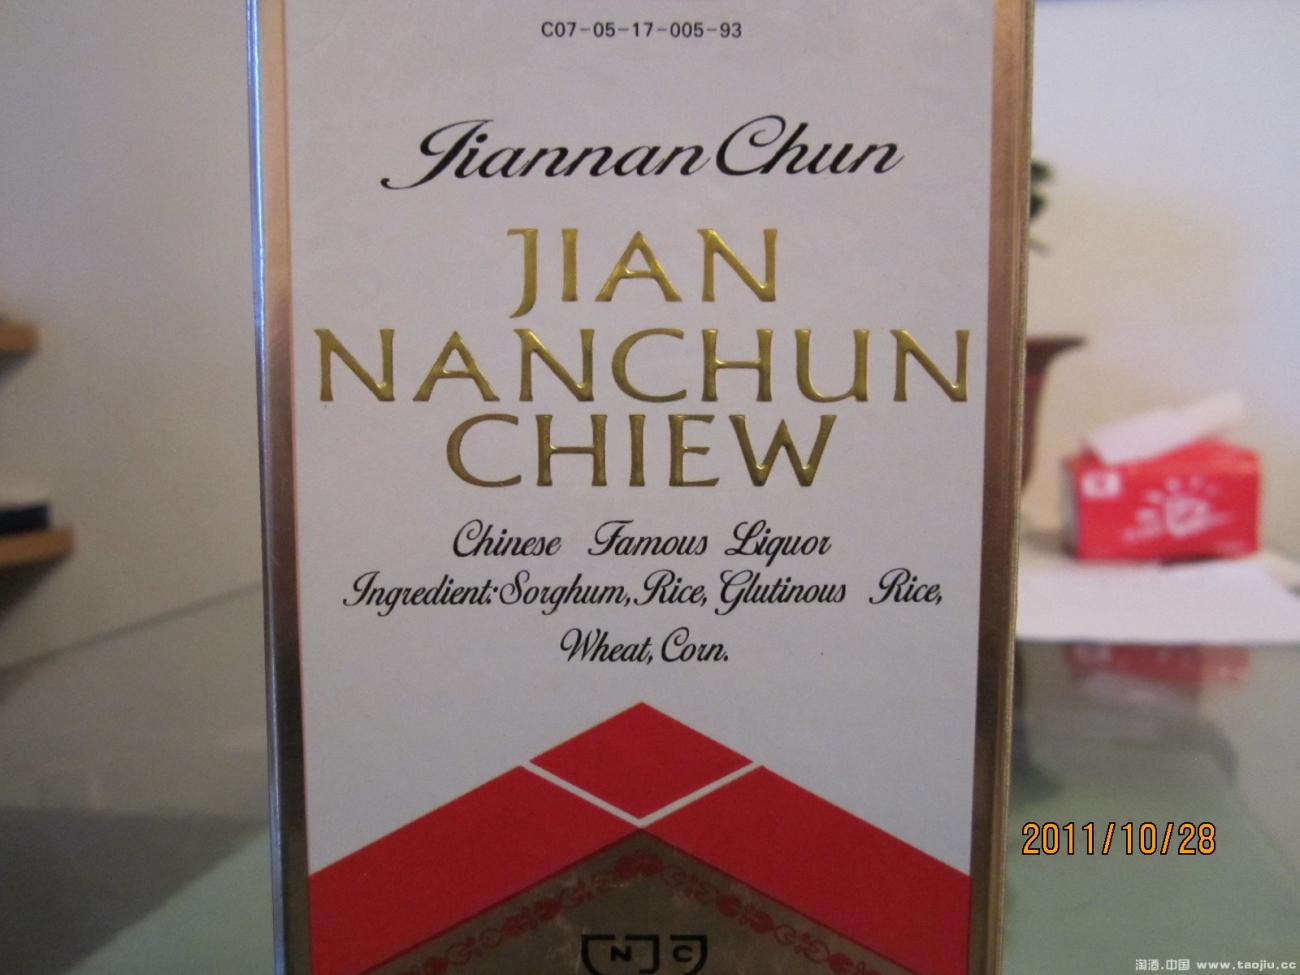 C07-05-17-005-93
Jiannan Chun
JIAN
NANCHUN
CHIEW
Chinese Famous Liquor
Ingredient:Sorghum,Rice,Glutinous Rice,
Wheat,Corn.
2011/10/28
N C
淘酒.中国 www.taojiu.cc